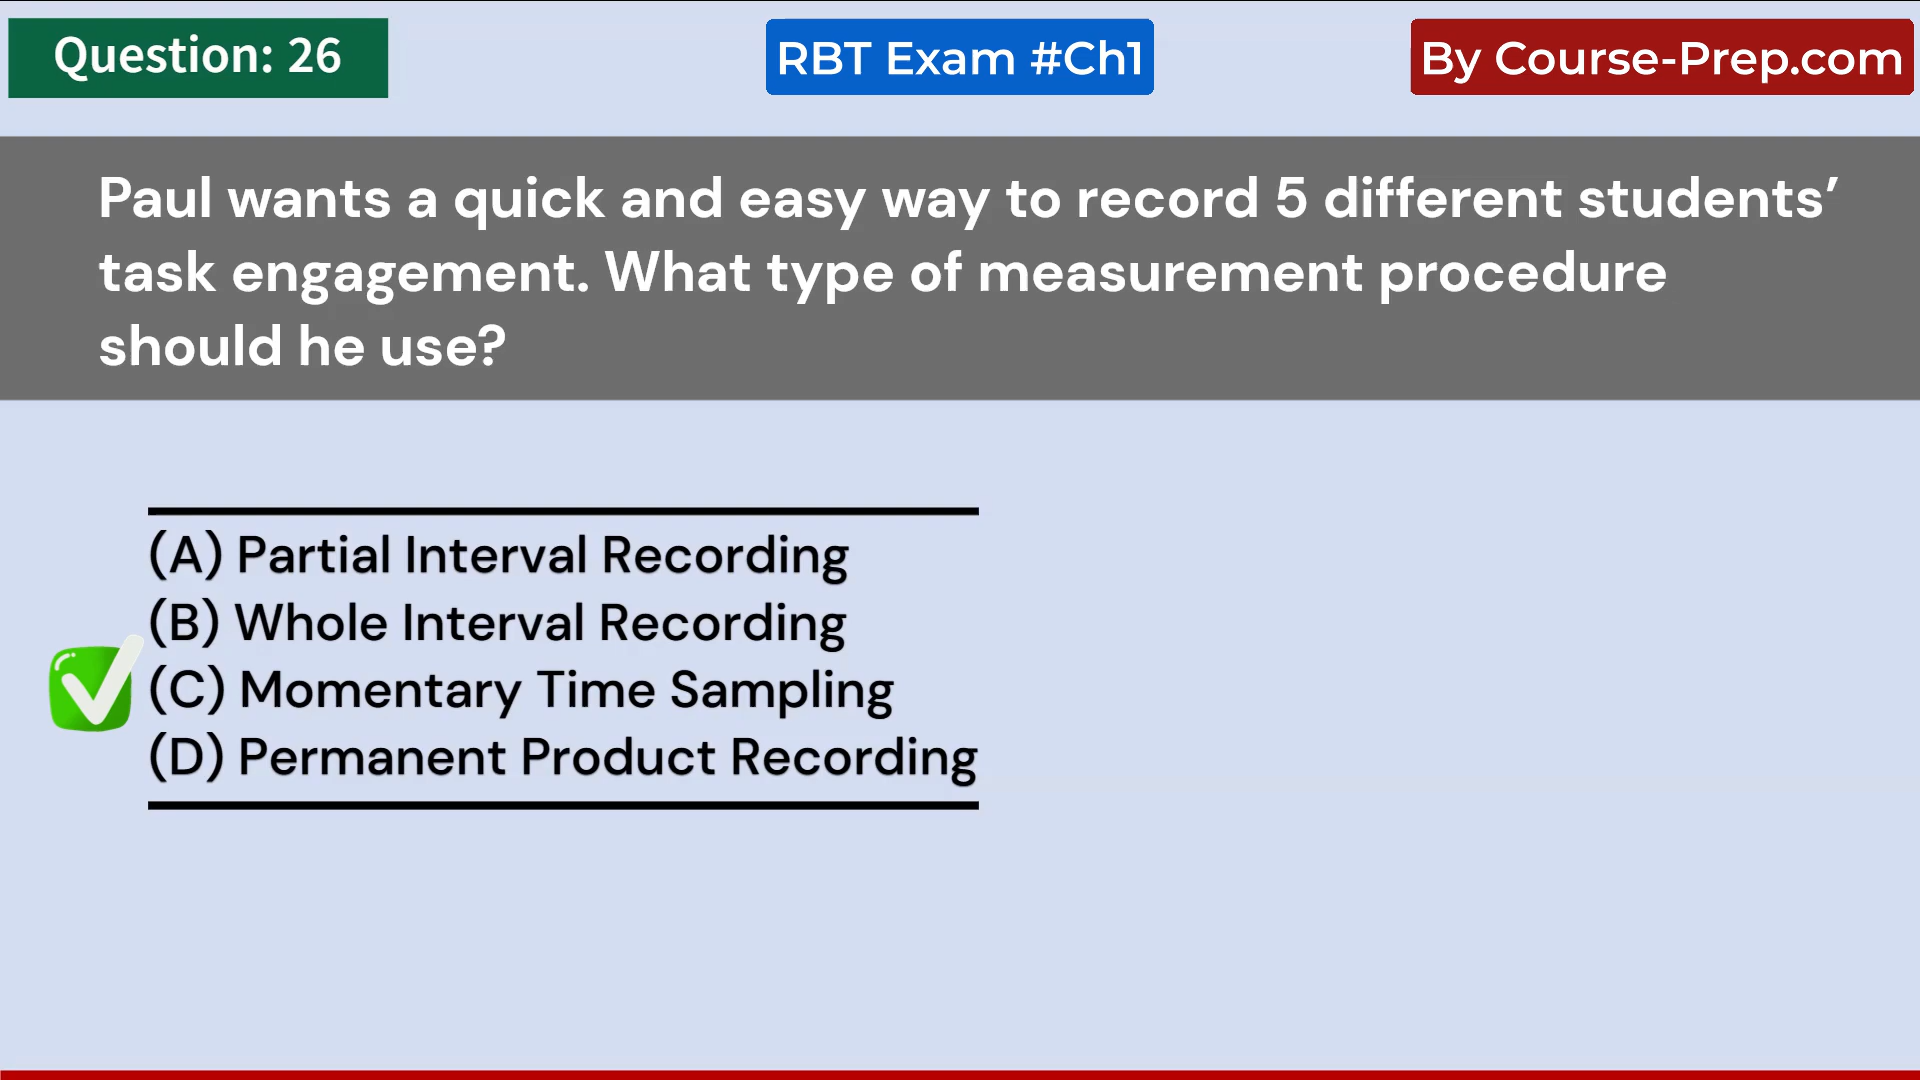 Question: 26
RBT Exam #Ch1
By Course-Prep.com
Paul wants a quick and easy way to record 5 different students’
task engagement. What type of measurement procedure
should he use?
(A) Partial Interval Recording
(B) Whole Interval Recording
(C) Momentary Time Sampling
(D) Permanent Product Recording